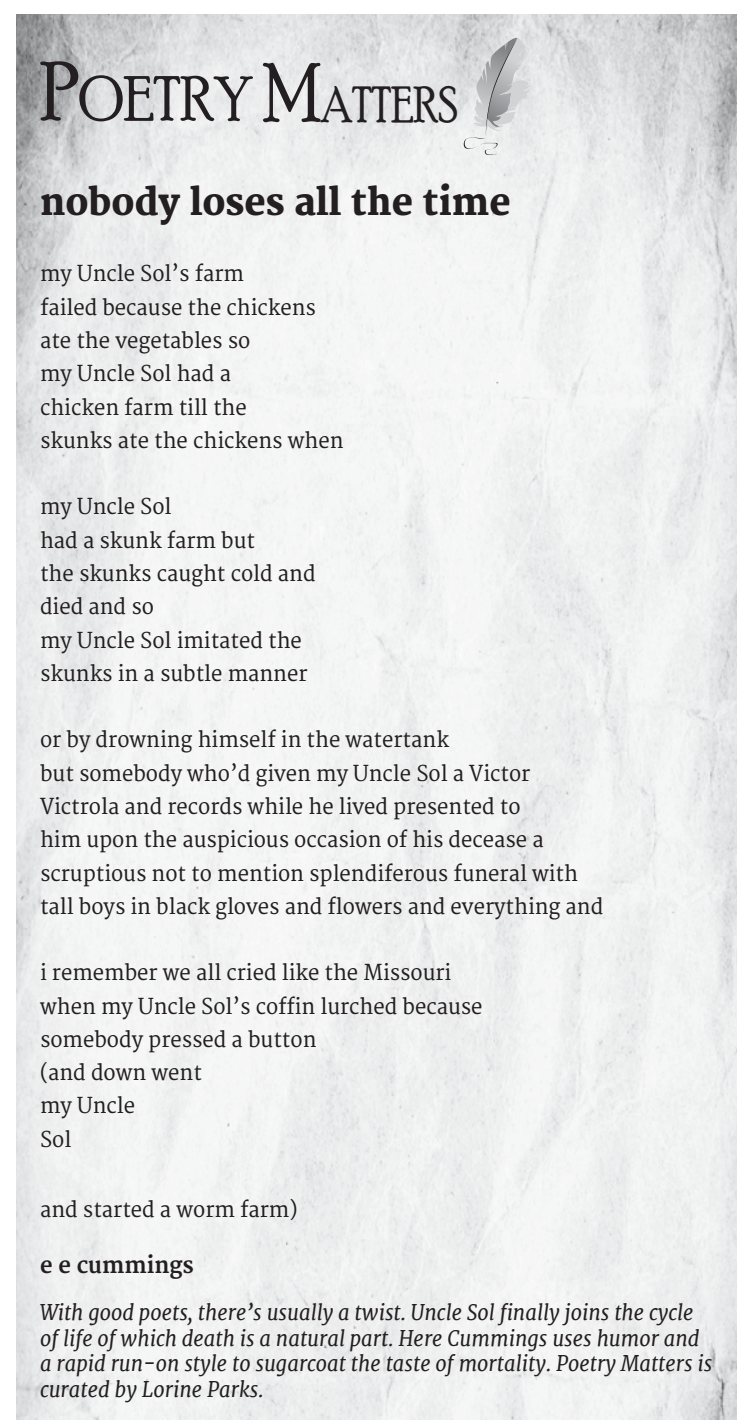 POETRY MATTERS
nobody loses all the time
my Uncle Sol’s farm
failed because the chickens
ate the vegetables so
my Uncle Sol had a
chicken farm till the
skunks ate the chickens when
my Uncle Sol
had a skunk farm but
the skunks caught cold and
died and so
my Uncle Sol imitated the
skunks in a subtle manner
or by drowning himself in the watertank
but somebody who’d given my Uncle Sol a Victor
Victrola and records while he lived presented to
him upon the auspicious occasion of his decease a
scruptious not to mention splendiferous funeral with
tall boys in black gloves and flowers and everything and
i remember we all cried like the Missouri
when my Uncle Sol’s coffin lurched because
somebody pressed a button
(and down went
my Uncle
Sol
and started a worm farm)
e e cummings
With good poets, there’s usually a twist. Uncle Sol finally joins the cycle
of life of which death is a natural part. Here Cummings uses humor and
a rapid run-on style to sugarcoat the taste of mortality. Poetry Matters is
curated by Lorine Parks.